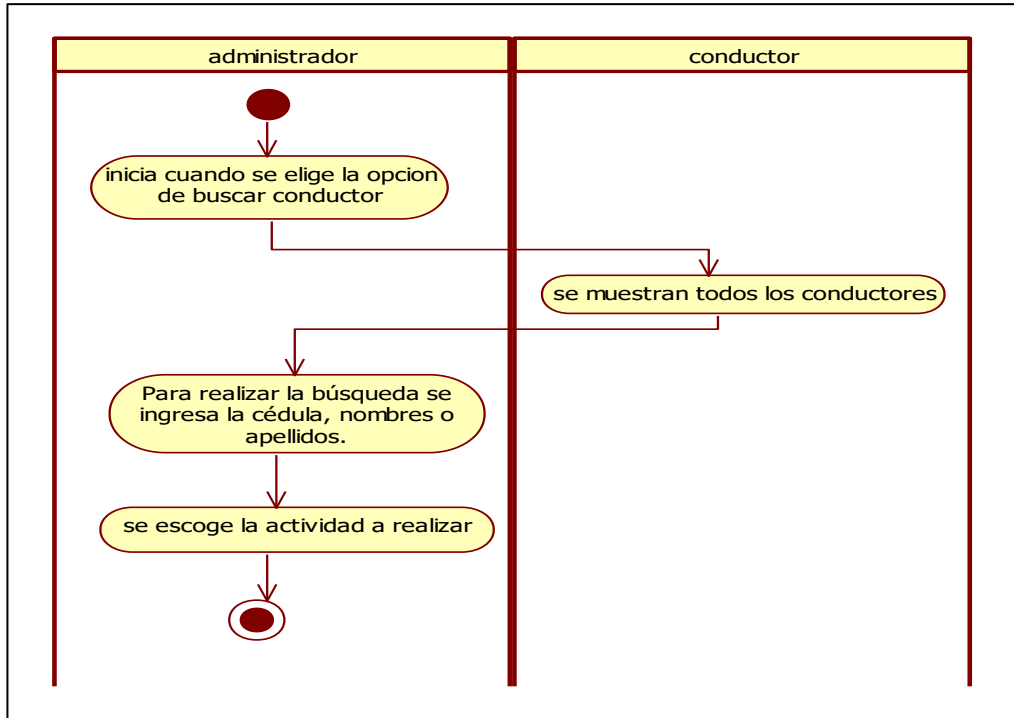 administrador
conductor
inicia cuando se elige la opcion
de buscar conductor
se muestran todos los conductores
Para realizar la búsqueda se
ingresa la cédula, nombres o
apellidos.
se escoge la actividad a realizar